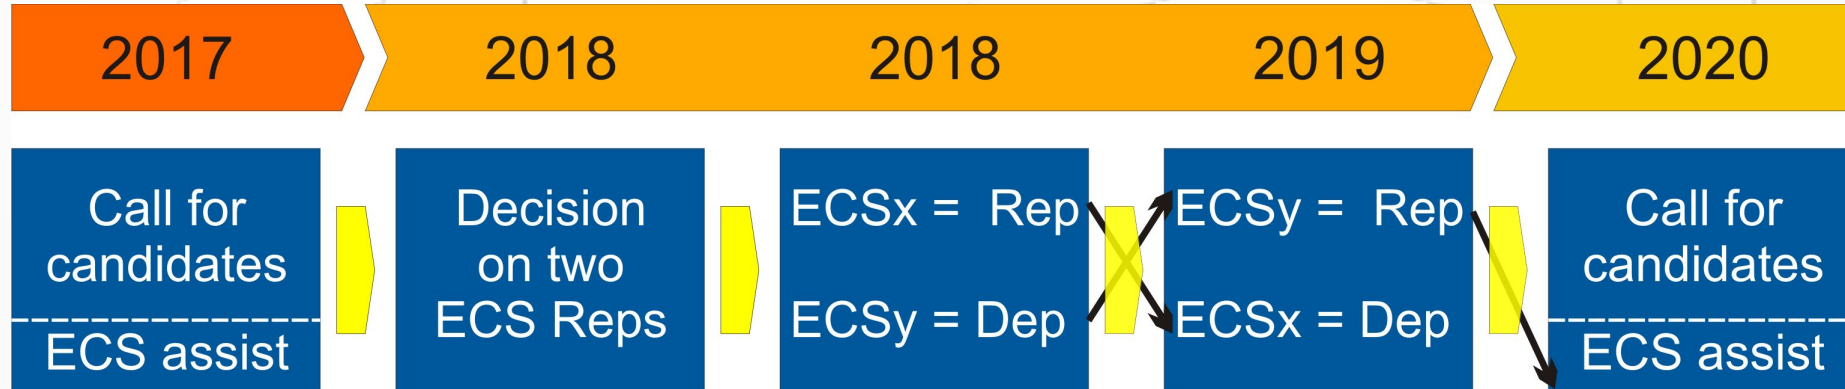 2017
2018
2018
2019
2020
Call for
candidates
ECS assist
Decision
on two
ECS Reps
ECSx = Rep
ECSy = Dep
ECSy = Rep
ECSx = Dep
Call for
candidates
ECS assist